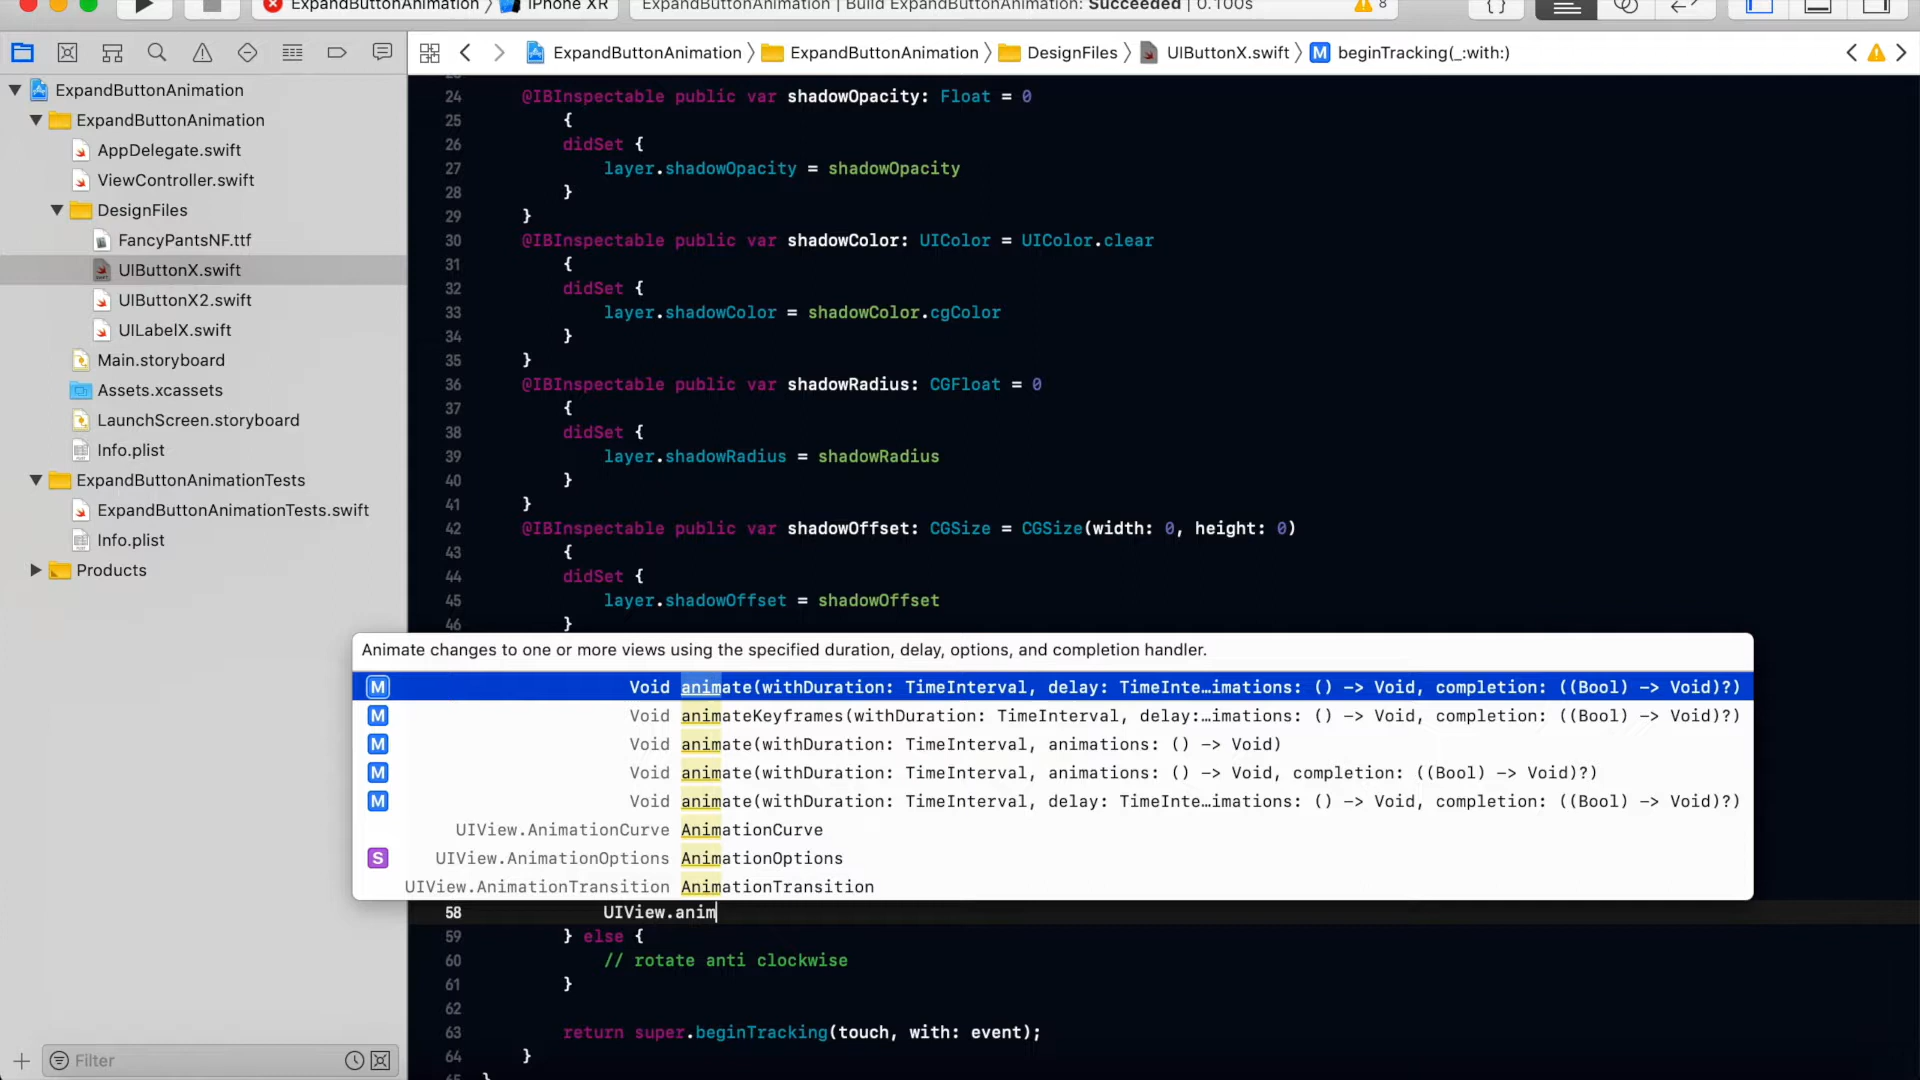 ExpandButtonAnimation 〉 iPhone XR
ExpandButtonAnimation | Build ExpandButtonAnimation: Succeeded | 0.100s
8
{ }
ExpandButtonAnimation 〉 ExpandButtonAnimation 〉 DesignFiles 〉 UIButtonX.swift 〉 M beginTracking(_:with:)
ExpandButtonAnimation
ExpandButtonAnimation
AppDelegate.swift
ViewController.swift
DesignFiles
FancyPantsNF.ttf
UIButtonX.swift
UIButtonX2.swift
UILabelX.swift
Main.storyboard
Assets.xcassets
LaunchScreen.storyboard
Info.plist
ExpandButtonAnimationTests
ExpandButtonAnimationTests.swift
Info.plist
Products
Filter
24 @IBInspectable public var shadowOpacity: Float = 0
25 {
26 didSet {
27 layer.shadowOpacity = shadowOpacity
28 }
29 }
30 @IBInspectable public var shadowColor: UIColor = UIColor.clear
31 {
32 didSet {
33 layer.shadowColor = shadowColor.cgColor
34 }
35 }
36 @IBInspectable public var shadowRadius: CGFloat = 0
37 {
38 didSet {
39 layer.shadowRadius = shadowRadius
40 }
41 }
42 @IBInspectable public var shadowOffset: CGSize = CGSize(width: 0, height: 0)
43 {
44 didSet {
45 layer.shadowOffset = shadowOffset
46 }
Animate changes to one or more views using the specified duration, delay, options, and completion handler.
M Void animate(withDuration: TimeInterval, delay: TimeInte…imations: () -> Void, completion: ((Bool) -> Void)?)
M Void animateKeyframes(withDuration: TimeInterval, delay:…imations: () -> Void, completion: ((Bool) -> Void)?)
M Void animate(withDuration: TimeInterval, animations: () -> Void)
M Void animate(withDuration: TimeInterval, animations: () -> Void, completion: ((Bool) -> Void)?)
M Void animate(withDuration: TimeInterval, delay: TimeInte…imations: () -> Void, completion: ((Bool) -> Void)?)
UIView.AnimationCurve AnimationCurve
S UIView.AnimationOptions AnimationOptions
UIView.AnimationTransition AnimationTransition
58 UIView.anim
59 } else {
60 // rotate anti clockwise
61 }
62
63 return super.beginTracking(touch, with: event);
64 }